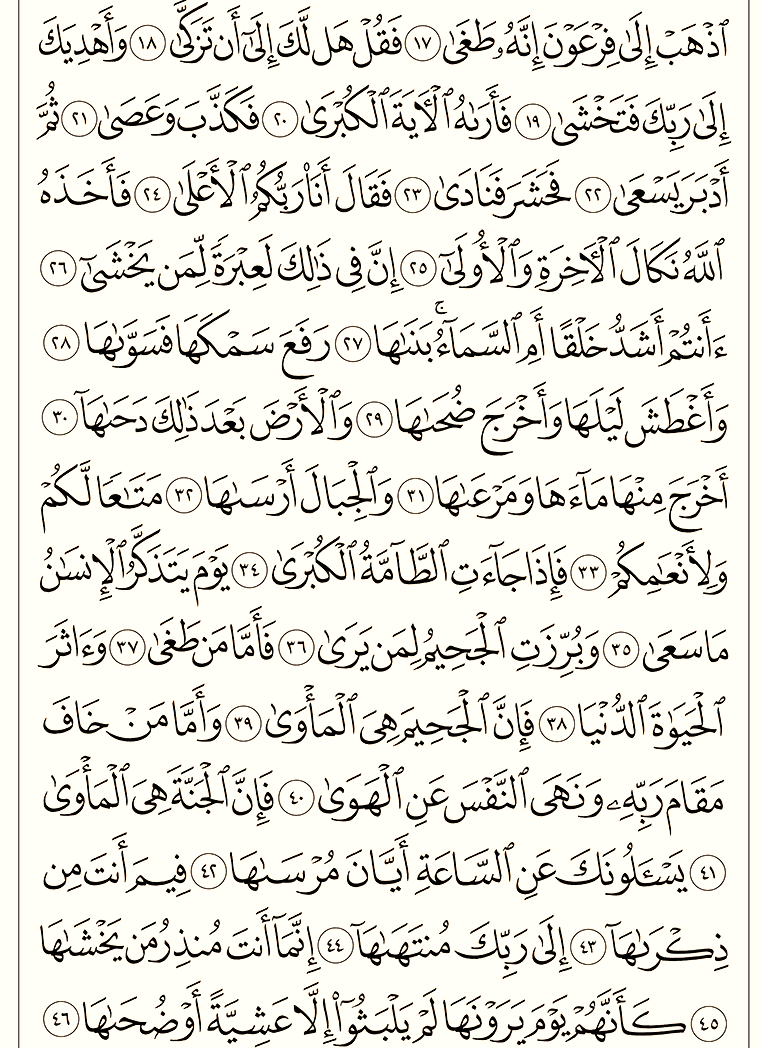 ٱذۡهَبۡ إِلَىٰ فِرۡعَوۡنَ إِنَّهُۥ طَغَىٰ ١٧ فَقُلۡ هَل لَّكَ إِلَىٰٓ أَن تَزَكَّىٰ ١٨ وَأَهۡدِيَكَ
إِلَىٰ رَبِّكَ فَتَخۡشَىٰ ١٩ فَأَرَىٰهُ ٱلۡأٓيَةَ ٱلۡكُبۡرَىٰ ٢٠ فَكَذَّبَ وَعَصَىٰ ٢١ ثُمَّ
أَدۡبَرَ يَسۡعَىٰ ٢٢ فَحَشَرَ فَنَادَىٰ ٢٣ فَقَالَ أَنَا۠ رَبُّكُمُ ٱلۡأَعۡلَىٰ ٢٤ فَأَخَذَهُ
ٱللَّهُ نَكَالَ ٱلۡأٓخِرَةِ وَٱلۡأُولَىٰٓ ٢٥ إِنَّ فِي ذَٰلِكَ لَعِبۡرَةٗ لِّمَن يَخۡشَىٰٓ ٢٦
ءَأَنتُمۡ أَشَدُّ خَلۡقًا أَمِ ٱلسَّمَآءُۚ بَنَىٰهَا ٢٧ رَفَعَ سَمۡكَهَا فَسَوَّىٰهَا ٢٨
وَأَغۡطَشَ لَيۡلَهَا وَأَخۡرَجَ ضُحَىٰهَا ٢٩ وَٱلۡأَرۡضَ بَعۡدَ ذَٰلِكَ دَحَىٰهَآ ٣٠
أَخۡرَجَ مِنۡهَا مَآءَهَا وَمَرۡعَىٰهَا ٣١ وَٱلۡجِبَالَ أَرۡسَىٰهَا ٣٢ مَتَٰعٗا لَّكُمۡ
وَلِأَنۡعَٰمِكُمۡ ٣٣ فَإِذَا جَآءَتِ ٱلطَّآمَّةُ ٱلۡكُبۡرَىٰ ٣٤ يَوۡمَ يَتَذَكَّرُ ٱلۡإِنسَٰنُ
مَا سَعَىٰ ٣٥ وَبُرِّزَتِ ٱلۡجَحِيمُ لِمَن يَرَىٰ ٣٦ فَأَمَّا مَن طَغَىٰ ٣٧ وَءَاثَرَ
ٱلۡحَيَوٰةَ ٱلدُّنۡيَا ٣٨ فَإِنَّ ٱلۡجَحِيمَ هِيَ ٱلۡمَأۡوَىٰ ٣٩ وَأَمَّا مَنۡ خَافَ
مَقَامَ رَبِّهِۦ وَنَهَى ٱلنَّفۡسَ عَنِ ٱلۡهَوَىٰ ٤٠ فَإِنَّ ٱلۡجَنَّةَ هِيَ ٱلۡمَأۡوَىٰ
٤١ يَسۡـَٔلُونَكَ عَنِ ٱلسَّاعَةِ أَيَّانَ مُرۡسَىٰهَا ٤٢ فِيمَ أَنتَ مِن
ذِكۡرَىٰهَآ ٤٣ إِلَىٰ رَبِّكَ مُنتَهَىٰهَآ ٤٤ إِنَّمَآ أَنتَ مُنذِرُ مَن يَخۡشَىٰهَا
٤٥ كَأَنَّهُمۡ يَوۡمَ يَرَوۡنَهَا لَمۡ يَلۡبَثُوٓاْ إِلَّا عَشِيَّةً أَوۡ ضُحَىٰهَا ٤٦